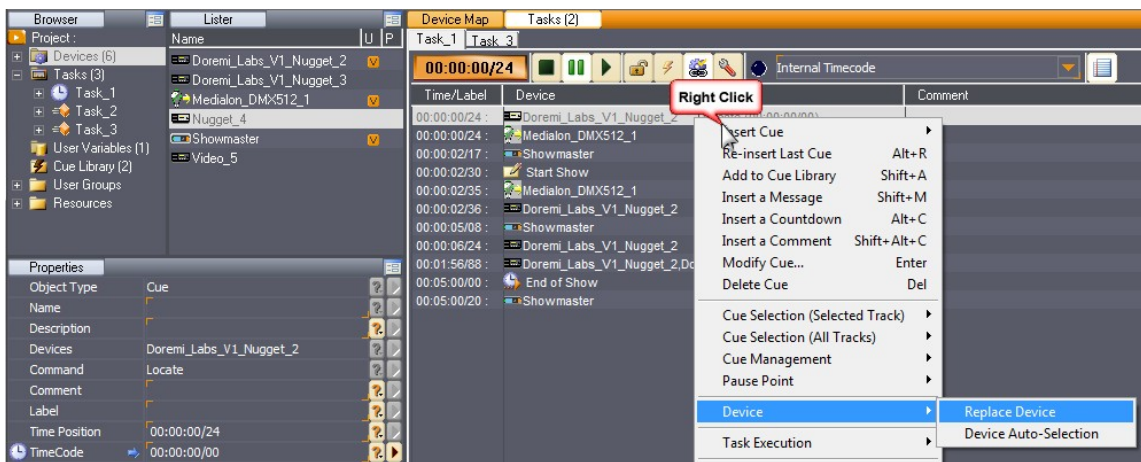 Browser
Project :
Devices (6)
Tasks (3)
Task_1
Task_2
Task_3
User Variables (1)
Cue Library (2)
User Groups
Resources
Lister
Name U P
Doremi_Labs_V1_Nugget_2 V
Doremi_Labs_V1_Nugget_3
Medialon_DMX512_1 V
Nugget_4
Showmaster V
Video_5
Properties
Object Type Cue
Name
Description
Devices Doremi_Labs_V1_Nugget_2
Command Locate
Comment
Label
Time Position 00:00:00/24
TimeCode 00:00:00/00
Device Map Tasks (2)
Task_1 Task_3
00:00:00/24 Internal Timecode
Time/Label Device Comment
Right Click
00:00:00/24 : Doremi_Labs_V1_Nugget_2
00:00:00/24 : Medialon_DMX512_1
00:00:02/17 : Showmaster
00:00:02/30 : Start Show
00:00:02/35 : Medialon_DMX512_1
00:00:02/36 : Doremi_Labs_V1_Nugget_2
00:00:05/08 : Showmaster
00:00:06/24 : Doremi_Labs_V1_Nugget_2
00:01:56/88 : Doremi_Labs_V1_Nugget_2,Do
00:05:00/00 : End of Show
00:05:00/20 : Showmaster
Insert Cue
Re-insert Last Cue Alt+R
Add to Cue Library Shift+A
Insert a Message Shift+M
Insert a Countdown Alt+C
Insert a Comment Shift+Alt+C
Modify Cue... Enter
Delete Cue Del
Cue Selection (Selected Track)
Cue Selection (All Tracks)
Cue Management
Pause Point
Device
Task Execution
Replace Device
Device Auto-Selection